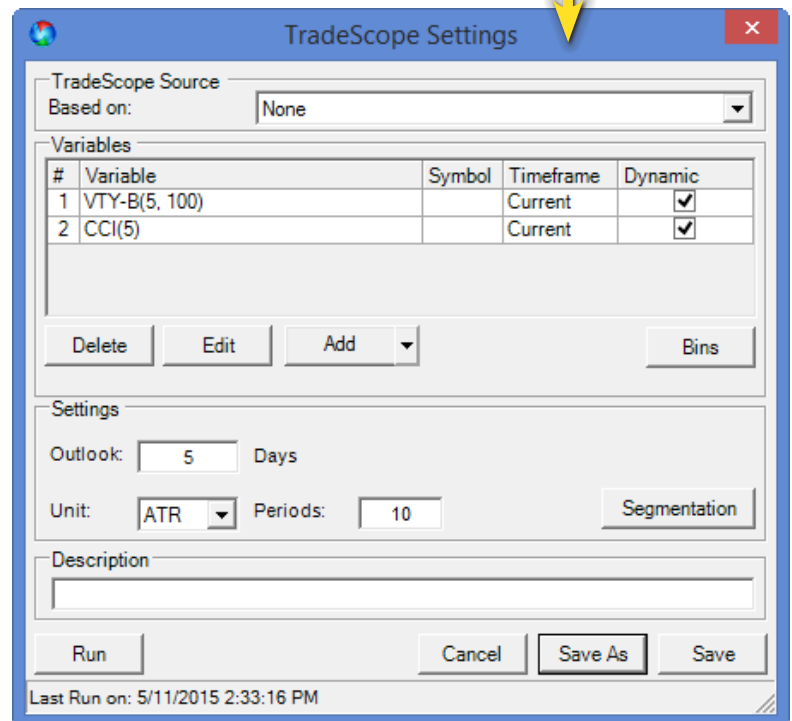 TradeScope Settings
TradeScope Source
Based on: None
Variables
# Variable Symbol Timeframe Dynamic
1 VTY-B(5, 100) Current
2 CCI(5) Current
Delete Edit Add Bins
Settings
Outlook: 5 Days
Unit: ATR Periods: 10 Segmentation
Description
Run Cancel Save As Save
Last Run on: 5/11/2015 2:33:16 PM